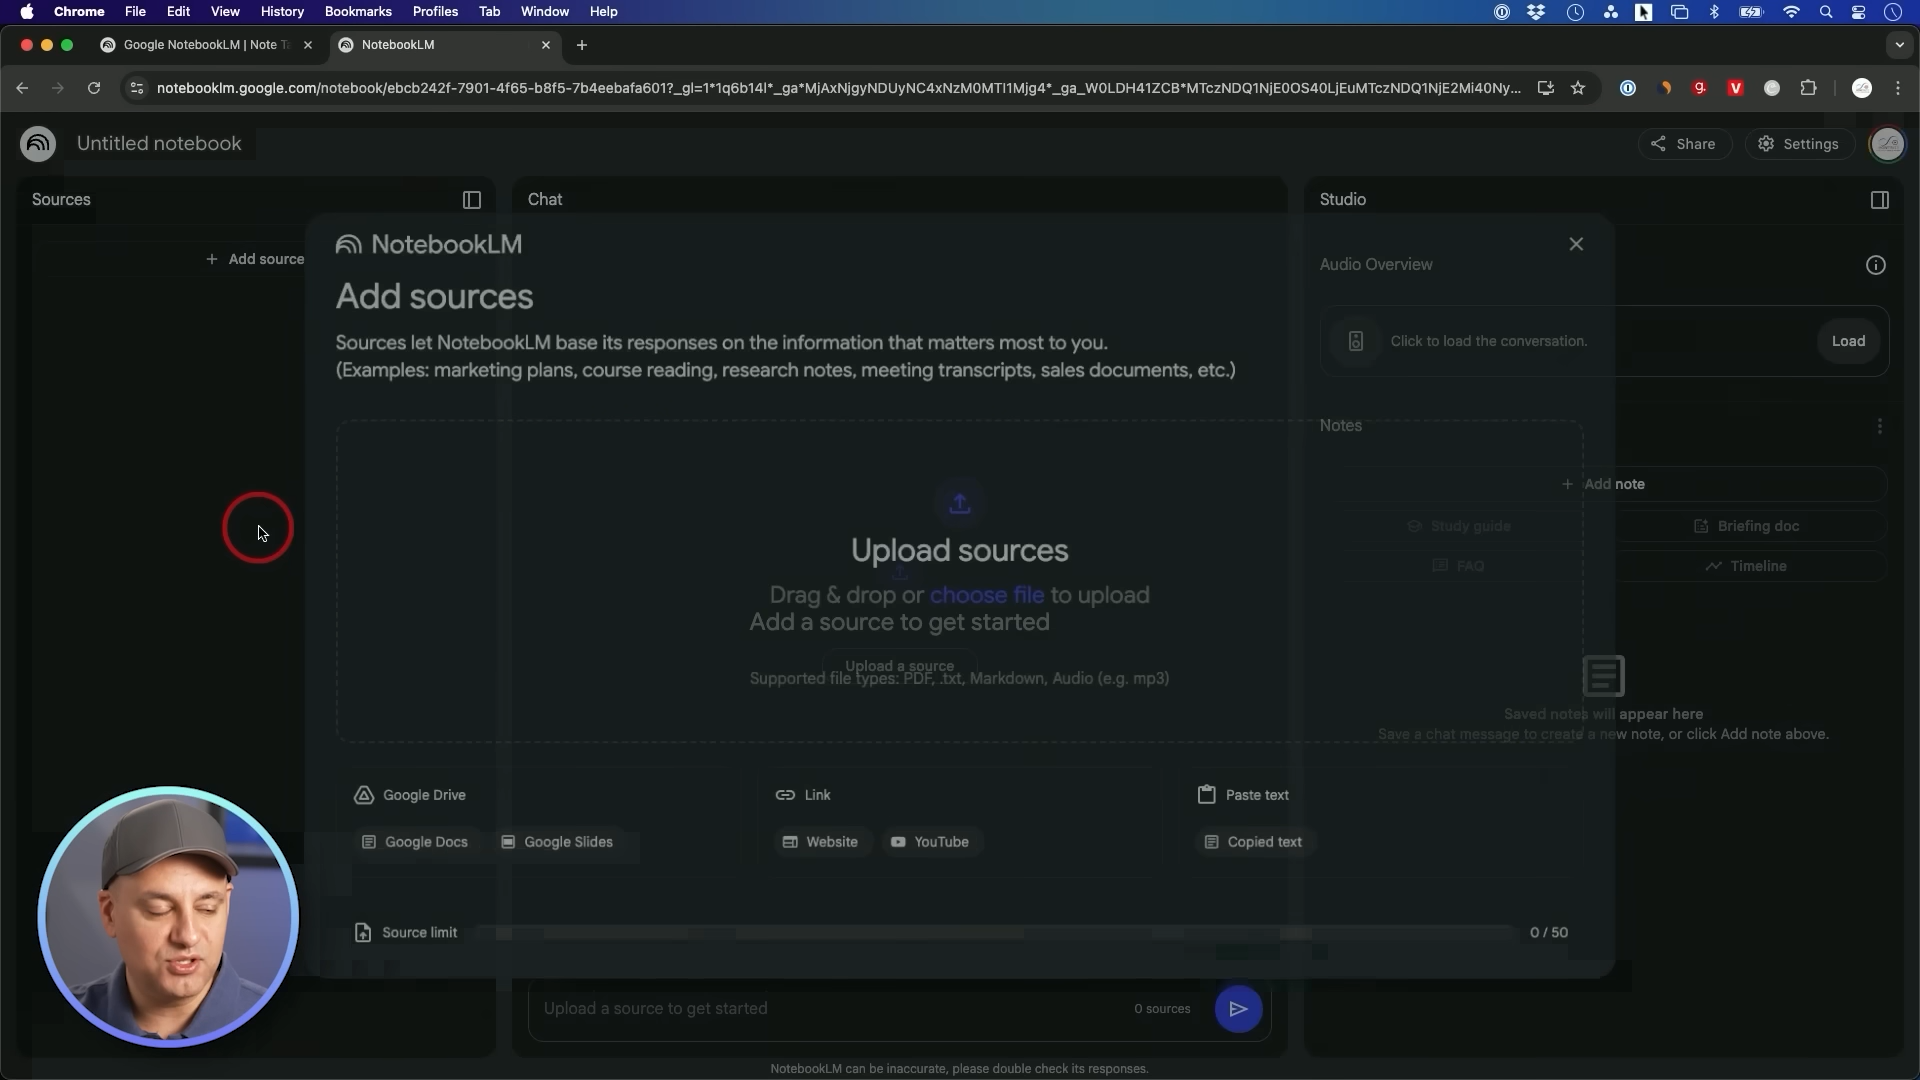 Chrome File Edit View History Bookmarks Profiles Tab Window Help
Google NotebookLM | Note T
NotebookLM
notebooklm.google.com/notebook/ebcb242f-7901-4f65-b8f5-7b4eebafa601?_gl=1*1q6b14l*_ga*MjAxNjgyNDUyNC4xNzM0MTI1Mjg4*_ga_W0LDH41ZCB*MTczNDQ1NjE0OS40LjEuMTczNDQ1NjE2Mi40Ny...
Untitled notebook
Share
Settings
Sources
Chat
Studio
+ Add source
NotebookLM
Add sources
Sources let NotebookLM base its responses on the information that matters most to you.
(Examples: marketing plans, course reading, research notes, meeting transcripts, sales documents, etc.)
Audio Overview
Click to load the conversation.
Load
Notes
+ Add note
Study guide
Briefing doc
FAQ
Timeline
Upload sources
Drag & drop or choose file to upload
Add a source to get started
Upload a source
Supported file types: PDF, .txt, Markdown, Audio (e.g. mp3)
Saved notes will appear here
Save a chat message to create a new note, or click Add note above.
Google Drive
Link
Paste text
Google Docs
Google Slides
Website
YouTube
Copied text
Source limit
0 / 50
Upload a source to get started
0 sources
NotebookLM can be inaccurate, please double check its responses.